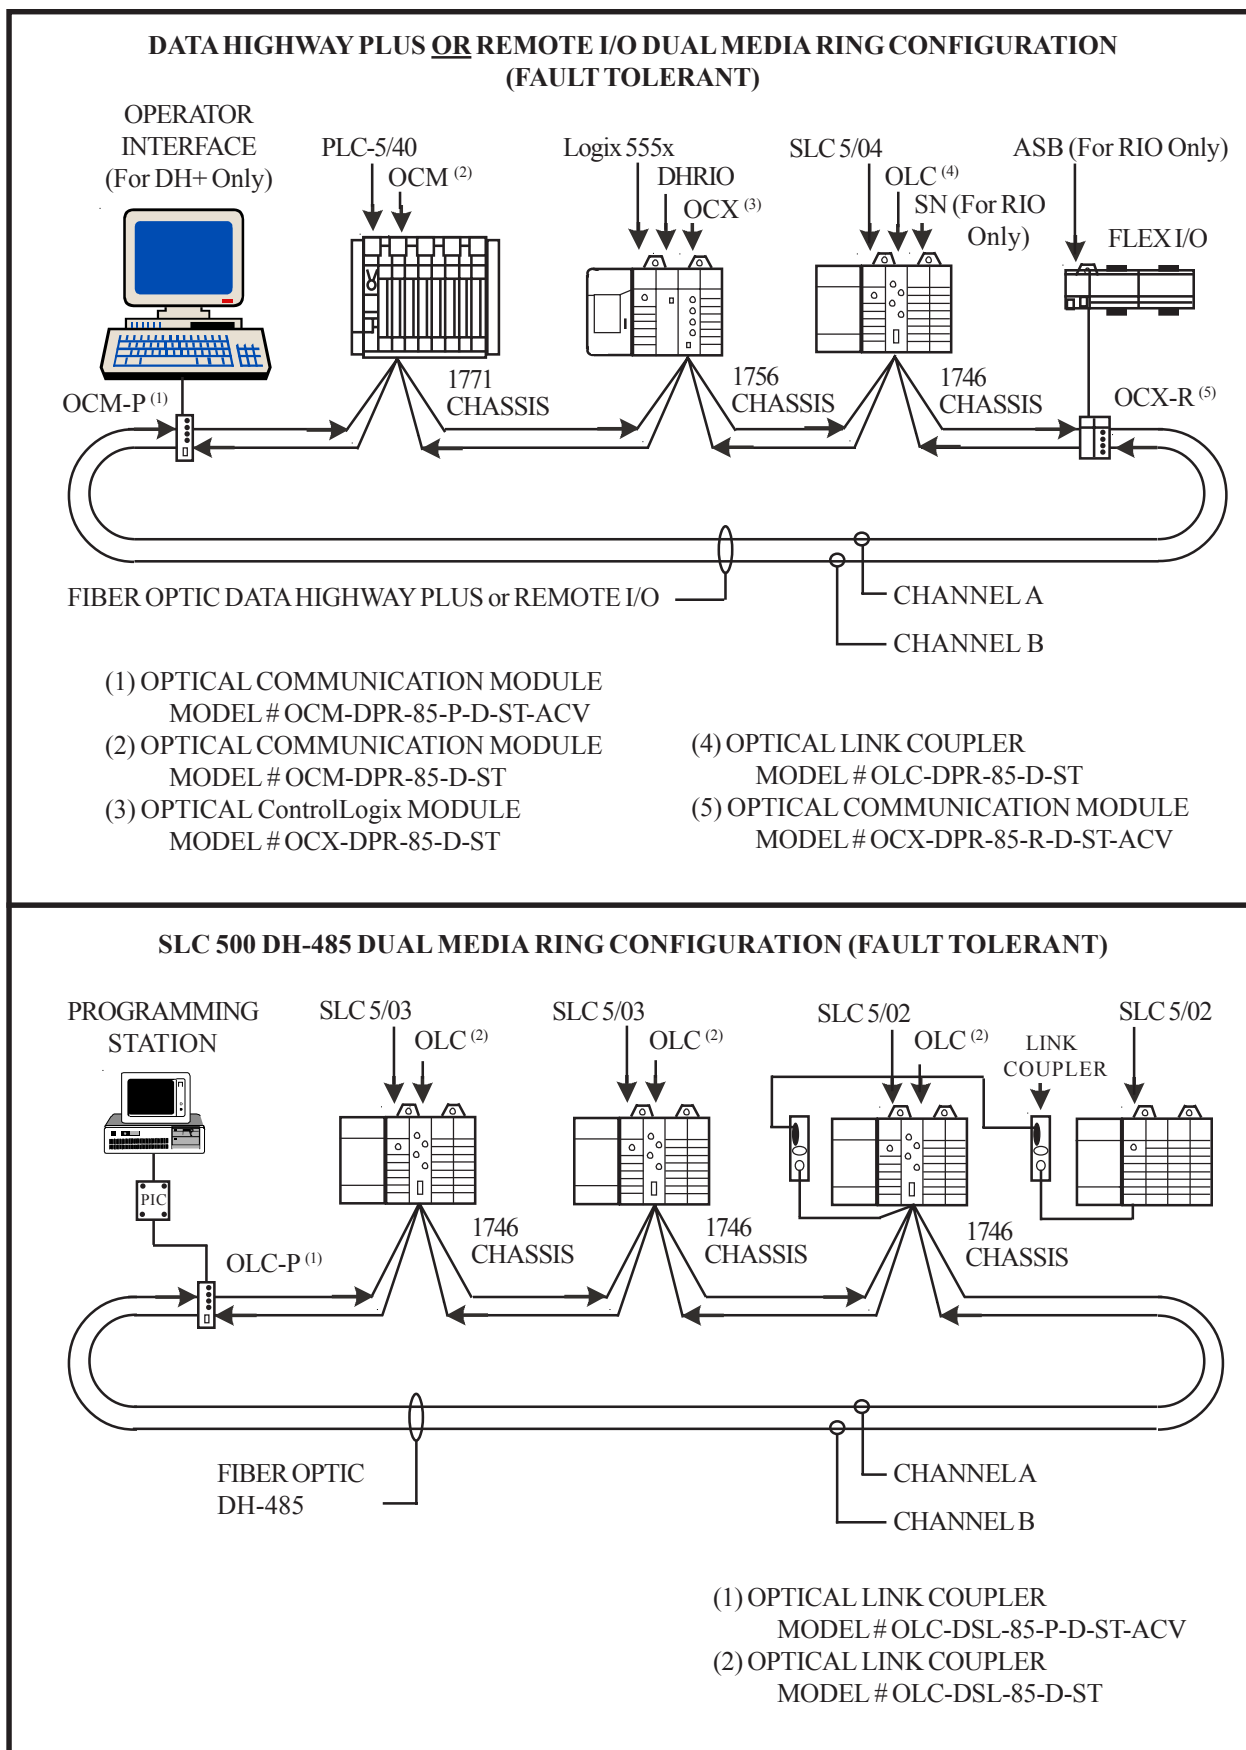 DATA HIGHWAY PLUS OR REMOTE I/O DUAL MEDIA RING CONFIGURATION
(FAULT TOLERANT)
OPERATOR
INTERFACE
(For DH+ Only)
PLC-5/40
OCM (2)
Logix 555x
DHRIO
OCX (3)
SLC 5/04
OLC (4)
SN (For RIO
Only)
ASB (For RIO Only)
FLEX I/O
OCM-P (1)
1771
CHASSIS
1756
CHASSIS
1746
CHASSIS
OCX-R (5)
FIBER OPTIC DATA HIGHWAY PLUS or REMOTE I/O
CHANNEL A
CHANNEL B
(1) OPTICAL COMMUNICATION MODULE
MODEL # OCM-DPR-85-P-D-ST-ACV
(2) OPTICAL COMMUNICATION MODULE
MODEL # OCM-DPR-85-D-ST
(3) OPTICAL ControlLogix MODULE
MODEL # OCX-DPR-85-D-ST
(4) OPTICAL LINK COUPLER
MODEL # OLC-DPR-85-D-ST
(5) OPTICAL COMMUNICATION MODULE
MODEL # OCX-DPR-85-R-D-ST-ACV
SLC 500 DH-485 DUAL MEDIA RING CONFIGURATION (FAULT TOLERANT)
PROGRAMMING
STATION
SLC 5/03
OLC (2)
SLC 5/03
OLC (2)
SLC 5/02
OLC (2)
LINK
COUPLER
SLC 5/02
PIC
OLC-P (1)
1746
CHASSIS
1746
CHASSIS
1746
CHASSIS
FIBER OPTIC
DH-485
CHANNEL A
CHANNEL B
(1) OPTICAL LINK COUPLER
MODEL # OLC-DSL-85-P-D-ST-ACV
(2) OPTICAL LINK COUPLER
MODEL # OLC-DSL-85-D-ST